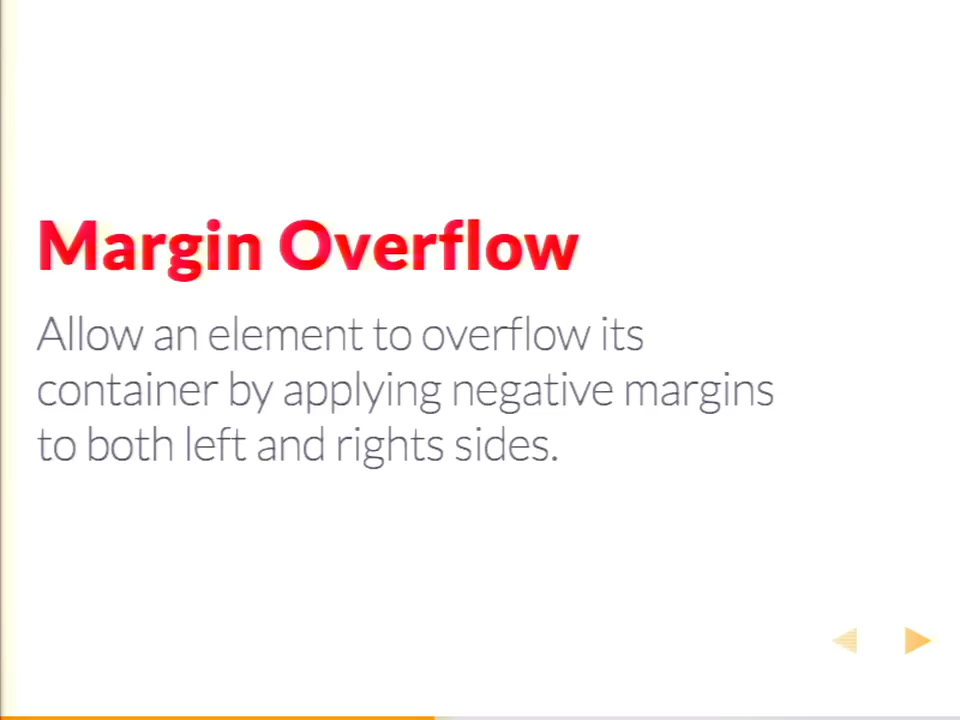 Margin Overflow
Allow an element to overflow its
container by applying negative margins
to both left and rights sides.